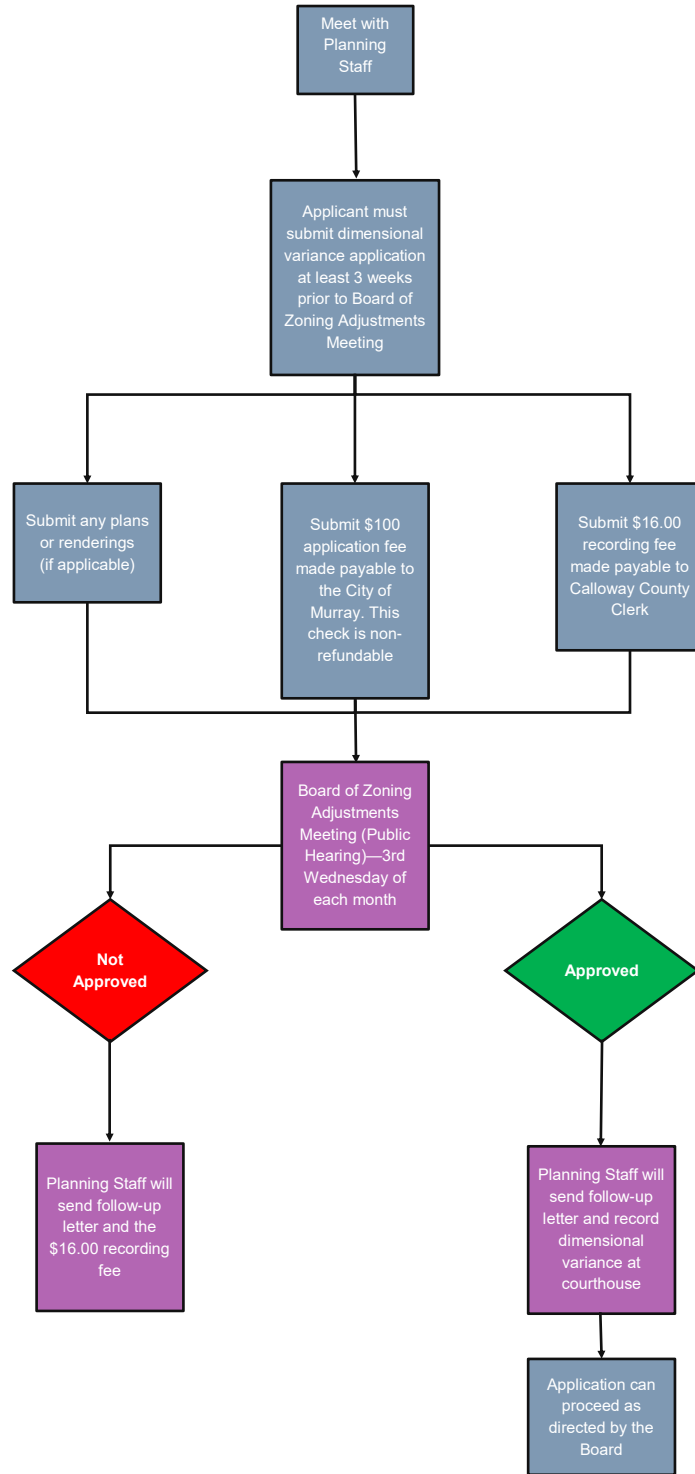 Meet with
Planning
Staff
Applicant must
submit dimensional
variance application
at least 3 weeks
prior to Board of
Zoning Adjustments
Meeting
Submit any plans
or renderings
(if applicable)
Submit $100
application fee
made payable to
the City of
Murray. This
check is non-
refundable
Submit $16.00
recording fee
made payable to
Calloway County
Clerk
Board of Zoning
Adjustments
Meeting (Public
Hearing)—3rd
Wednesday of
each month
Not
Approved
Approved
Planning Staff will
send follow-up
letter and the
$16.00 recording
fee
Planning Staff will
send follow-up
letter and record
dimensional
variance at
courthouse
Application can
proceed as
directed by the
Board